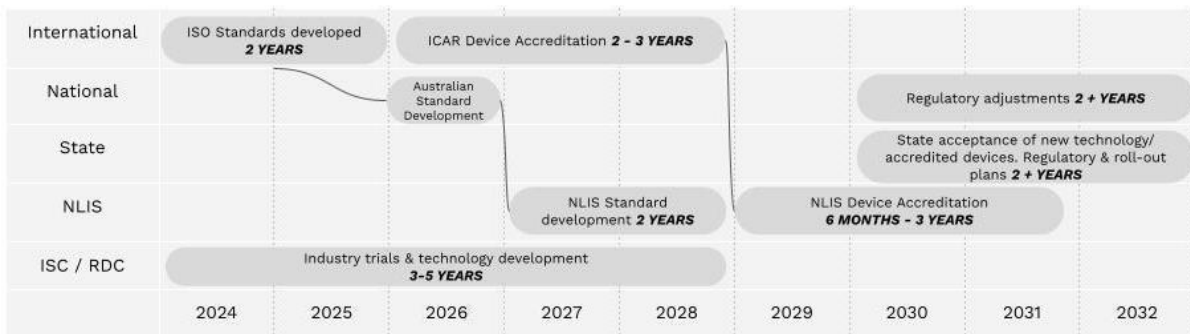 International
ISO Standards developed
2 YEARS
ICAR Device Accreditation 2 - 3 YEARS
National
Australian
Standard
Development
Regulatory adjustments 2 + YEARS
State
State acceptance of new technology/
accredited devices. Regulatory & roll-out
plans 2 + YEARS
NLIS
NLIS Standard
development 2 YEARS
NLIS Device Accreditation
6 MONTHS - 3 YEARS
ISC / RDC
Industry trials & technology development
3-5 YEARS
2024 2025 2026 2027 2028 2029 2030 2031 2032